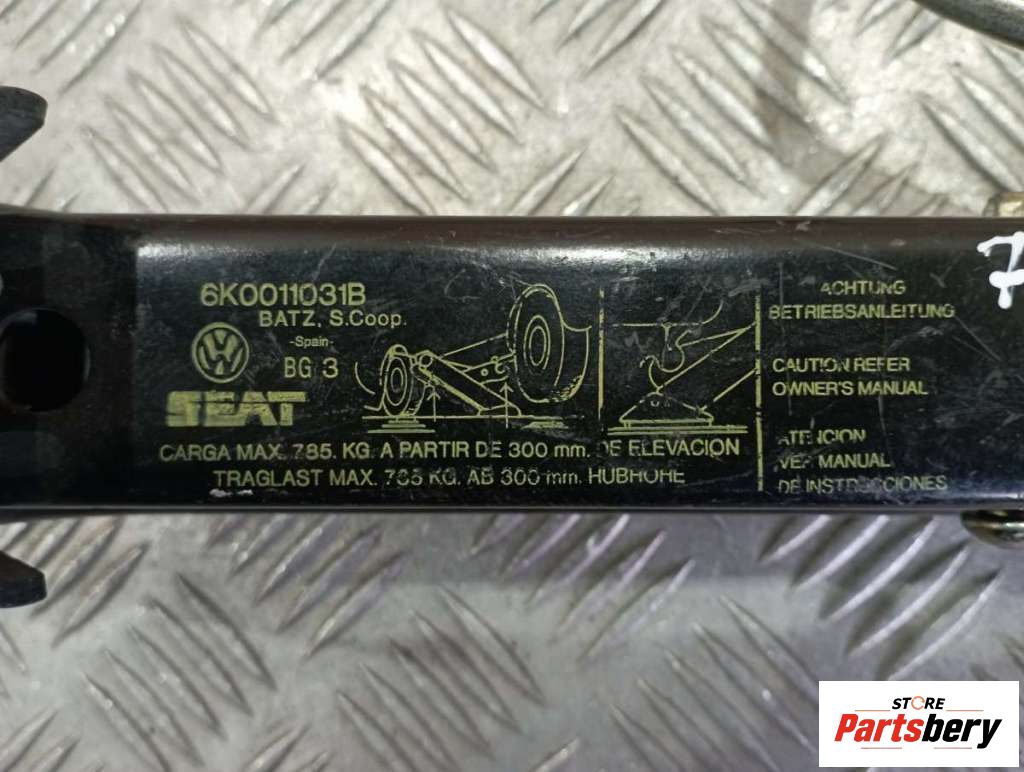 6K0011031B
BATZ, S.Coop.
-Spain-
BG 3
SEAT
CARGA MAX. 785. KG. A PARTIR DE 300 mm. DE ELEVACION
TRAGLAST MAX. 785 KG. AB 300 mm. HUBHOHE
ACHTUNG
BETRIEBSANLEITUNG
CAUTION REFER
OWNER'S MANUAL
ATENCION
VER MANUAL
DE INSTRUCCIONES
7
STORE
Partsbery